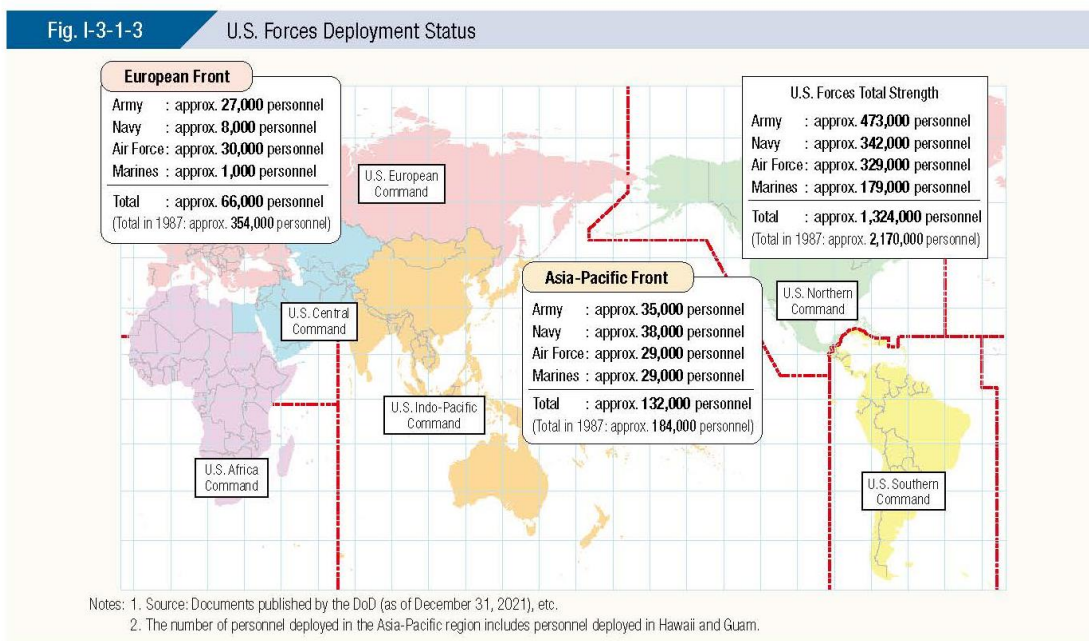 Fig. I-3-1-3
U.S. Forces Deployment Status
European Front
Army : approx. 27,000 personnel
Navy : approx. 8,000 personnel
Air Force : approx. 30,000 personnel
Marines : approx. 1,000 personnel
Total : approx. 66,000 personnel
(Total in 1987: approx. 354,000 personnel)
U.S. Forces Total Strength
Army : approx. 473,000 personnel
Navy : approx. 342,000 personnel
Air Force : approx. 329,000 personnel
Marines : approx. 179,000 personnel
Total : approx. 1,324,000 personnel
(Total in 1987: approx. 2,170,000 personnel)
U.S. European
Command
Asia-Pacific Front
Army : approx. 35,000 personnel
Navy : approx. 38,000 personnel
Air Force : approx. 29,000 personnel
Marines : approx. 29,000 personnel
Total : approx. 132,000 personnel
(Total in 1987: approx. 184,000 personnel)
U.S. Northern
Command
U.S. Central
Command
U.S. Indo-Pacific
Command
U.S. Africa
Command
U.S. Southern
Command
Notes: 1. Source: Documents published by the DoD (as of December 31, 2021), etc.
2. The number of personnel deployed in the Asia-Pacific region includes personnel deployed in Hawaii and Guam.